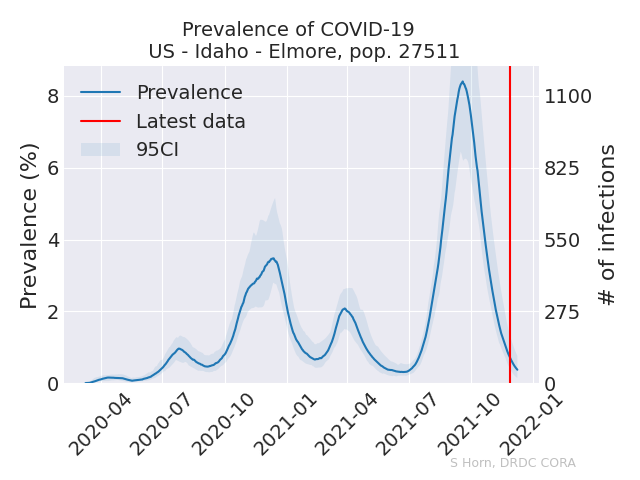 Prevalence of COVID-19
US - Idaho - Elmore, pop. 27511
Prevalence
Latest data
95CI
Prevalence (%)
8
6
4
2
0
# of infections
1100
825
550
275
0
2020-04
2020-07
2020-10
2021-01
2021-04
2021-07
2021-10
2022-01
S Horn, DRDC CORA